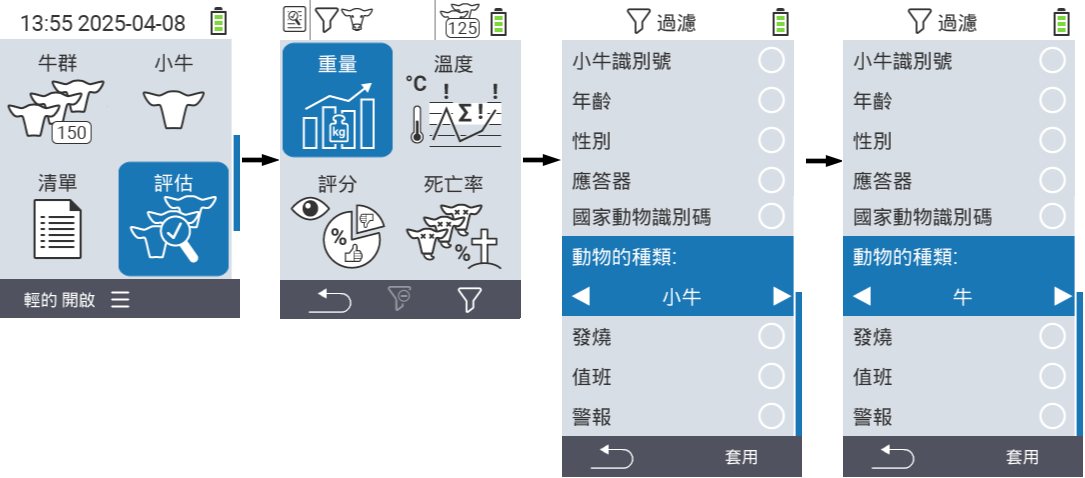 13:55 2025-04-08
牛群
小牛
150
清單
評估
輕的 開啟
125
重量
kg
溫度
°C
! !
Σ!
評分
%
死亡率
%
過濾
小牛識別號
年齡
性別
應答器
國家動物識別碼
動物的種類:
小牛
發燒
值班
警報
套用
過濾
小牛識別號
年齡
性別
應答器
國家動物識別碼
動物的種類:
牛
發燒
值班
警報
套用